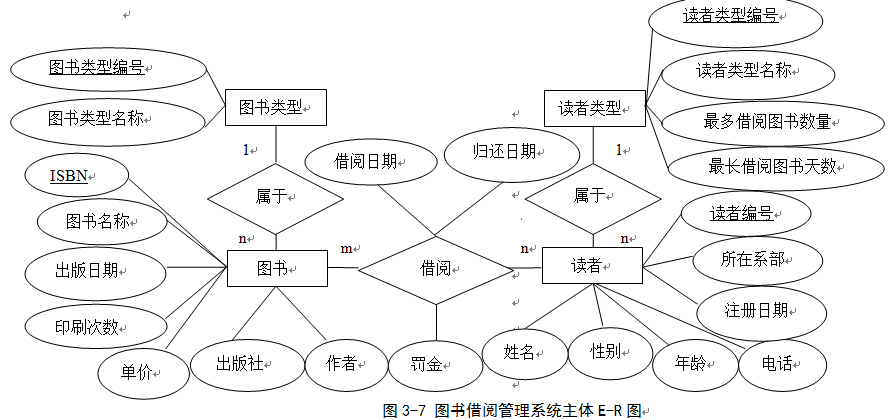 读者类型编号
图书类型编号
读者类型名称
图书类型
读者类型
图书类型名称
最多借阅图书数量
1
借阅日期
归还日期
1
最长借阅图书天数
ISBN
属于
属于
读者编号
图书名称
n
m
n
n
所在系部
出版日期
图书
借阅
读者
注册日期
印刷次数
单价
出版社
作者
罚金
姓名
性别
年龄
电话
图 3-7 图书借阅管理系统主体 E-R 图